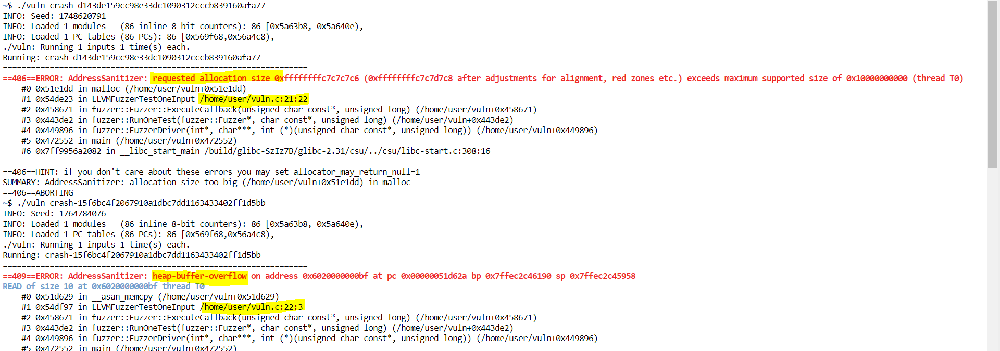 ~$ ./vuln crash-d143de159cc98e33dc1090312cccb839160afa77
INFO: Seed: 1748620791
INFO: Loaded 1 modules   (86 inline 8-bit counters): 86 [0x5a63b8, 0x5a640e),
INFO: Loaded 1 PC tables (86 PCs): 86 [0x569f68,0x56a4c8),
./vuln: Running 1 inputs 1 time(s) each.
Running: crash-d143de159cc98e33dc1090312cccb839160afa77
=================================================================
==406==ERROR: AddressSanitizer: requested allocation size 0xffffffffc7c7c7c6 (0xffffffffc7c7d7c8 after adjustments for alignment, red zones etc.) exceeds maximum supported size of 0x10000000000 (thread T0)
    #0 0x51e1dd in malloc (/home/user/vuln+0x51e1dd)
    #1 0x54de23 in LLVMFuzzerTestOneInput /home/user/vuln.c:21:22
    #2 0x458671 in fuzzer::Fuzzer::ExecuteCallback(unsigned char const*, unsigned long) (/home/user/vuln+0x458671)
    #3 0x443de2 in fuzzer::RunOneTest(fuzzer::Fuzzer*, char const*, unsigned long) (/home/user/vuln+0x443de2)
    #4 0x449896 in fuzzer::FuzzerDriver(int*, char***, int (*)(unsigned char const*, unsigned long)) (/home/user/vuln+0x449896)
    #5 0x472552 in main (/home/user/vuln+0x472552)
    #6 0x7ff9956a2082 in __libc_start_main /build/glibc-SzIz7B/glibc-2.31/csu/../csu/libc-start.c:308:16
==406==HINT: if you don't care about these errors you may set allocator_may_return_null=1
SUMMARY: AddressSanitizer: allocation-size-too-big (/home/user/vuln+0x51e1dd) in malloc
==406==ABORTING
~$ ./vuln crash-15f6bc4f2067910a1dbc7dd1163433402ff1d5bb
INFO: Seed: 1764784076
INFO: Loaded 1 modules   (86 inline 8-bit counters): 86 [0x5a63b8, 0x5a640e),
INFO: Loaded 1 PC tables (86 PCs): 86 [0x569f68,0x56a4c8),
./vuln: Running 1 inputs 1 time(s) each.
Running: crash-15f6bc4f2067910a1dbc7dd1163433402ff1d5bb
=================================================================
==409==ERROR: AddressSanitizer: heap-buffer-overflow on address 0x6020000000bf at pc 0x00000051d62a bp 0x7ffec2c46190 sp 0x7ffec2c45958
READ of size 10 at 0x6020000000bf thread T0
    #0 0x51d629 in __asan_memcpy (/home/user/vuln+0x51d629)
    #1 0x54df97 in LLVMFuzzerTestOneInput /home/user/vuln.c:22:3
    #2 0x458671 in fuzzer::Fuzzer::ExecuteCallback(unsigned char const*, unsigned long) (/home/user/vuln+0x458671)
    #3 0x443de2 in fuzzer::RunOneTest(fuzzer::Fuzzer*, char const*, unsigned long) (/home/user/vuln+0x443de2)
    #4 0x449896 in fuzzer::FuzzerDriver(int*, char***, int (*)(unsigned char const*, unsigned long)) (/home/user/vuln+0x449896)
    #5 0x472552 in main (/home/user/vuln+0x472552)